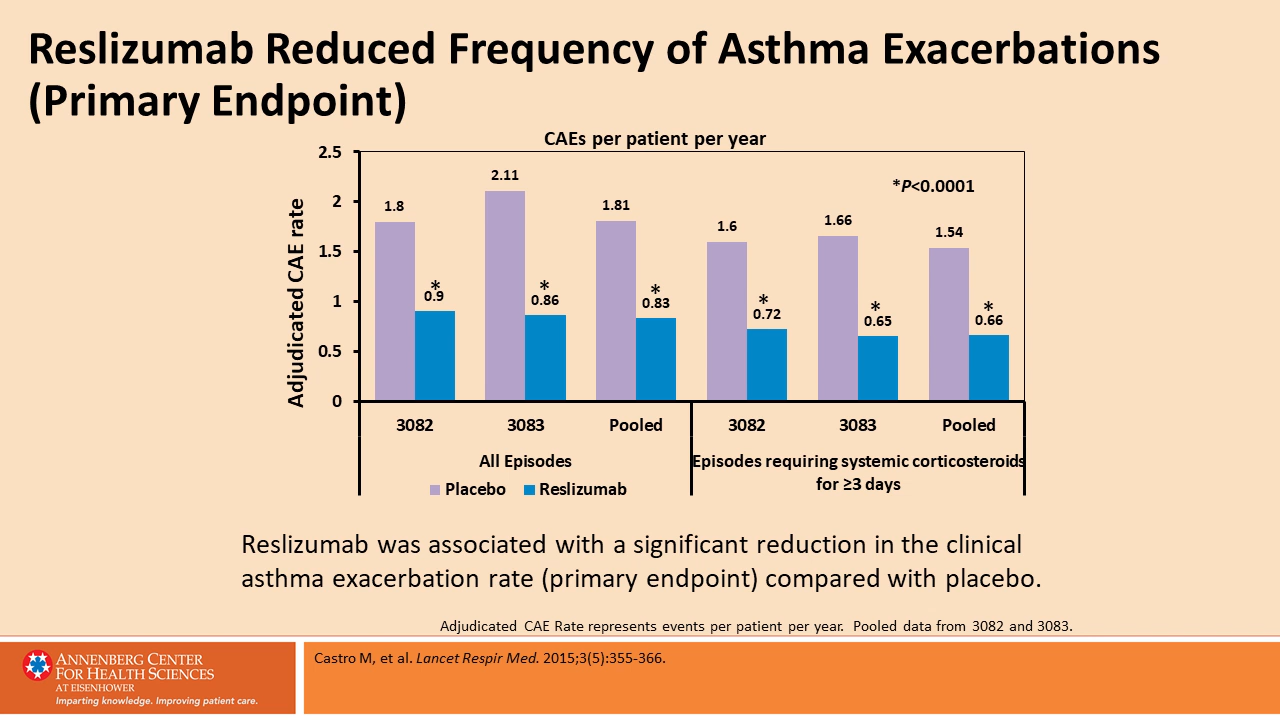 Reslizumab Reduced Frequency of Asthma Exacerbations
(Primary Endpoint)
CAEs per patient per year
Adjudicated CAE rate
2.5
2
1.5
1
0.5
0
*P<0.0001
1.8
2.11
1.81
1.6
1.66
1.54
* * * * * *
0.9
0.86
0.83
0.72
0.65
0.66
3082 3083 Pooled 3082 3083 Pooled
All Episodes
Episodes requiring systemic corticosteroids
for ≥3 days
Placebo Reslizumab
Reslizumab was associated with a significant reduction in the clinical
asthma exacerbation rate (primary endpoint) compared with placebo.
Adjudicated CAE Rate represents events per patient per year. Pooled data from 3082 and 3083.
ANNENBERG CENTER
FOR HEALTH SCIENCES
AT EISENHOWER
Imparting knowledge. Improving patient care.
Castro M, et al. Lancet Respir Med. 2015;3(5):355-366.